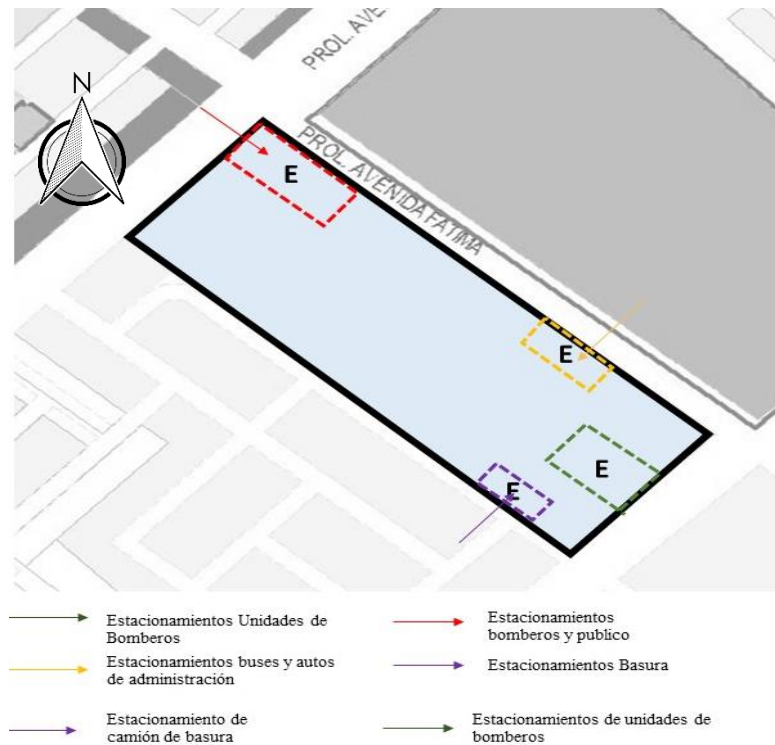 N
PROL. AVE
PROL. AVENIDA FATIMA
E
E
E
E
Estacionamientos Unidades de
Bomberos
Estacionamientos
bomberos y publico
Estacionamientos buses y autos
de administración
Estacionamientos Basura
Estacionamiento de
camión de basura
Estacionamientos de unidades de
bomberos